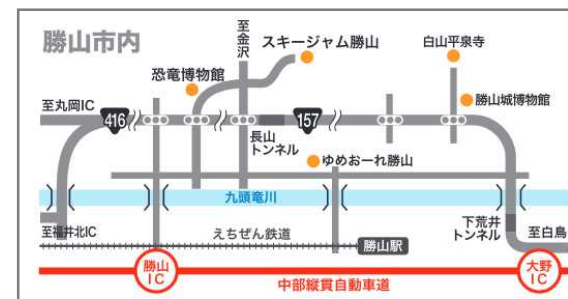 勝山市内
至金沢
スキージャム勝山
白山平泉寺
恐竜博物館
勝山城博物館
至丸岡IC
416
157
長山
トンネル
ゆめおーれ勝山
九頭竜川
下荒井
トンネル
至福井北IC
えちぜん鉄道
勝山駅
至白鳥
勝山
IC
中部縦貫自動車道
大野
IC